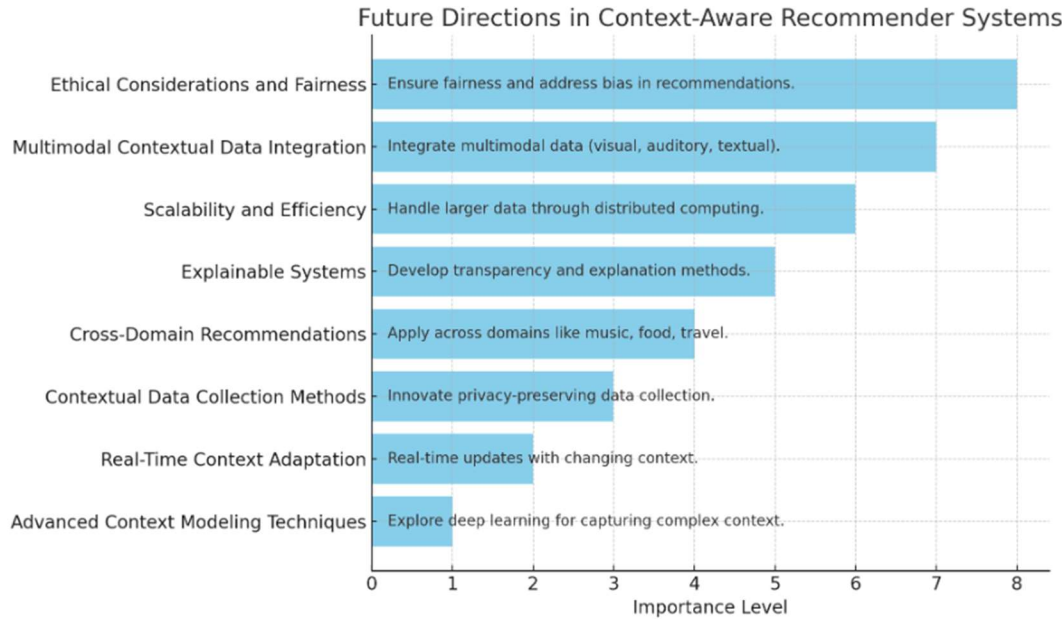 Future Directions in Context-Aware Recommender Systems
Ethical Considerations and Fairness
Ensure fairness and address bias in recommendations.
Multimodal Contextual Data Integration
Integrate multimodal data (visual, auditory, textual).
Scalability and Efficiency
Handle larger data through distributed computing.
Explainable Systems
Develop transparency and explanation methods.
Cross-Domain Recommendations
Apply across domains like music, food, travel.
Contextual Data Collection Methods
Innovate privacy-preserving data collection.
Real-Time Context Adaptation
Real-time updates with changing context.
Advanced Context Modeling Techniques
Explore deep learning for capturing complex context.
0 1 2 3 4 5 6 7 8
Importance Level